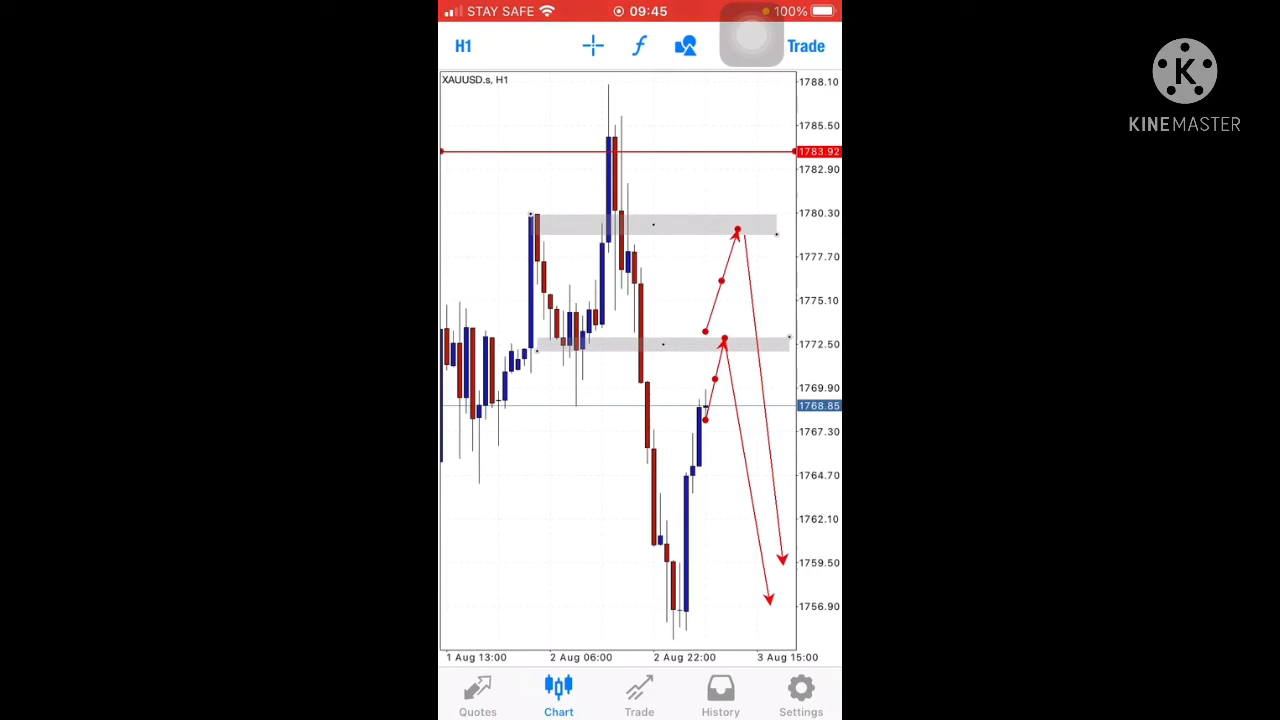 STAY SAFE 09:45 100%
H1 Trade
K
KINEMASTER
XAUUSD.s, H1
1788.10
1785.50
1783.92
1782.90
1780.30
1777.70
1775.10
1772.50
1769.90
1768.85
1767.30
1764.70
1762.10
1759.50
1756.90
1 Aug 13:00 2 Aug 06:00 2 Aug 22:00 3 Aug 15:00
Quotes Chart Trade History Settings